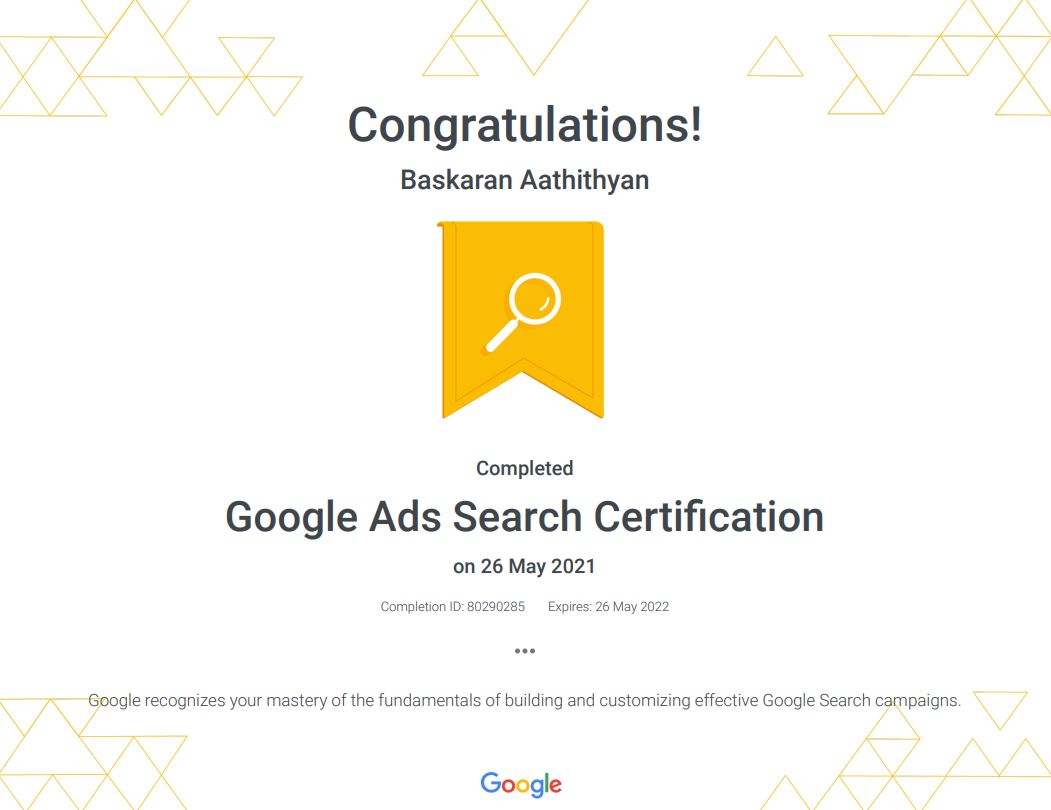 Congratulations!
Baskaran Aathithyan
Completed
Google Ads Search Certification
on 26 May 2021
Completion ID: 80290285 Expires: 26 May 2022
•••
Google recognizes your mastery of the fundamentals of building and customizing effective Google Search campaigns.
Google